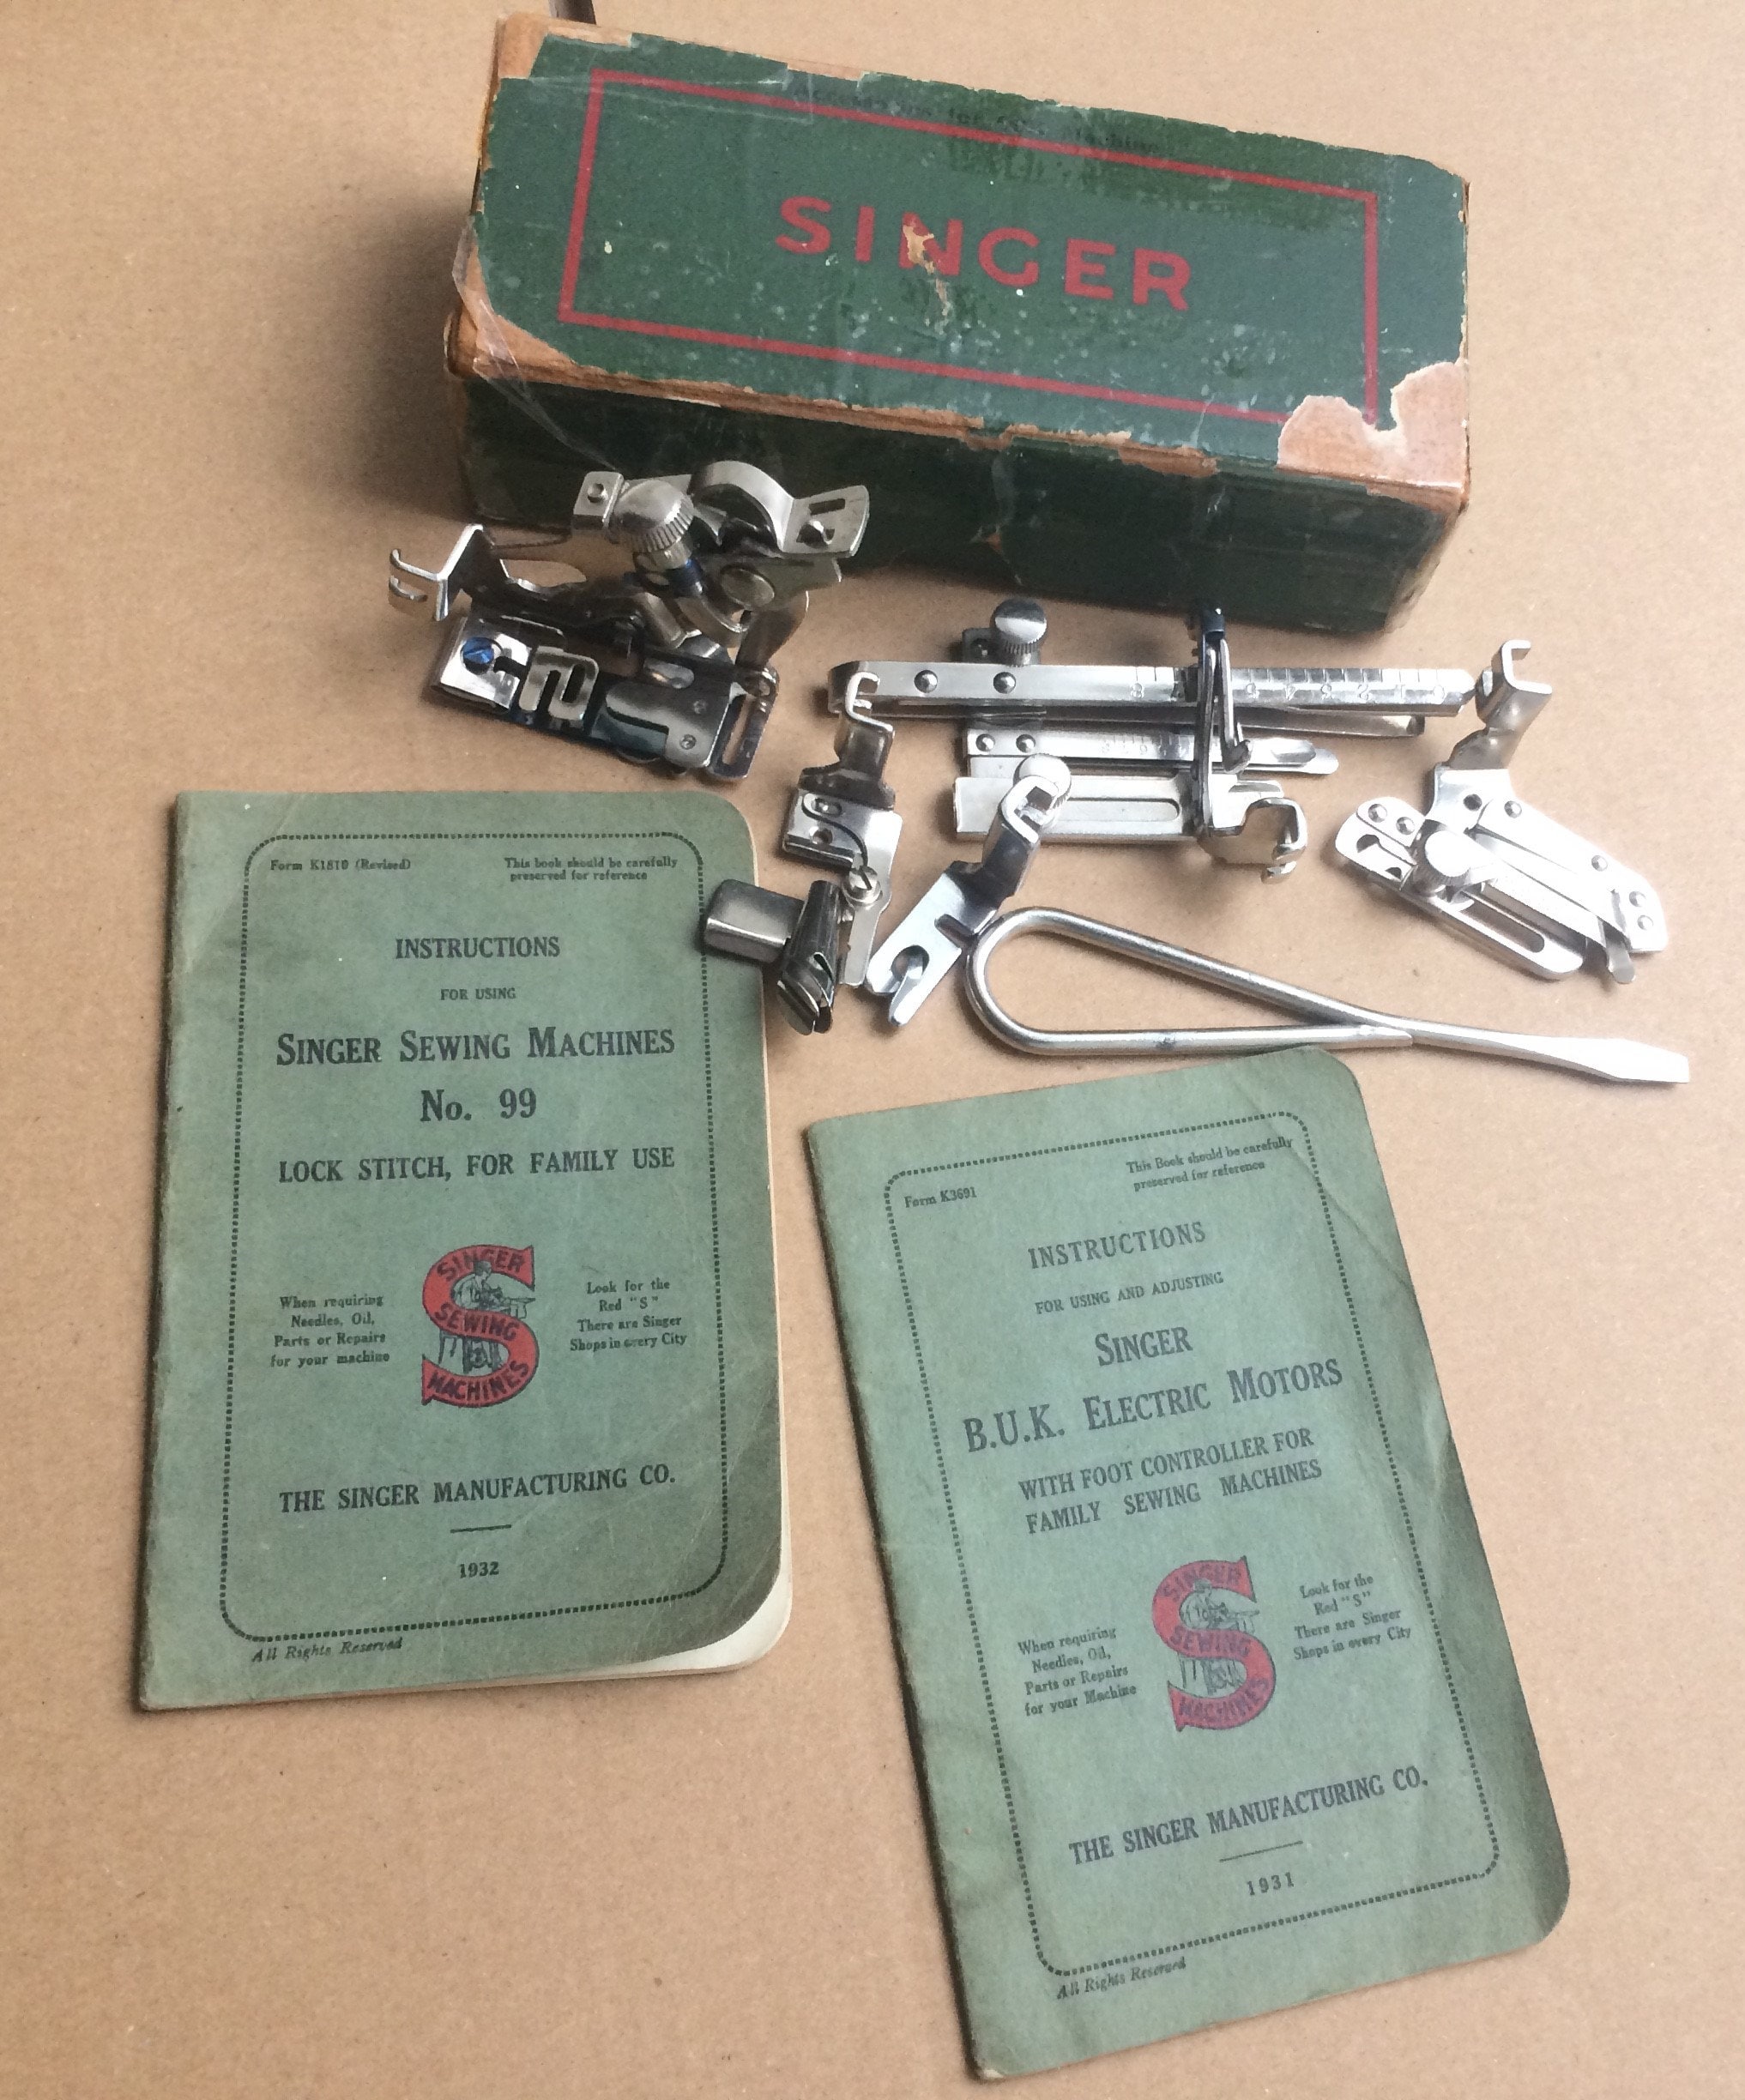 SINGER
Form K1810 (Revised)
This book should be carefully
preserved for reference
INSTRUCTIONS
FOR USING
SINGER SEWING MACHINES
No. 99
LOCK STITCH, FOR FAMILY USE
When requiring
Needles, Oil,
Parts or Repairs
for your machine
SINGER
SEWING
MACHINES
Look for the
Red "S"
There are Singer
Shops in every City
THE SINGER MANUFACTURING CO.
1932
All Rights Reserved
Form K3691
This Book should be carefully
preserved for reference
INSTRUCTIONS
FOR USING AND ADJUSTING
SINGER
B.U.K. ELECTRIC MOTORS
WITH FOOT CONTROLLER FOR
FAMILY SEWING MACHINES
When requiring
Needles, Oil,
Parts or Repairs
for your Machine
SINGER
SEWING
MACHINES
Look for the
Red "S"
There are Singer
Shops in every City
THE SINGER MANUFACTURING CO.
1931
All Rights Reserved